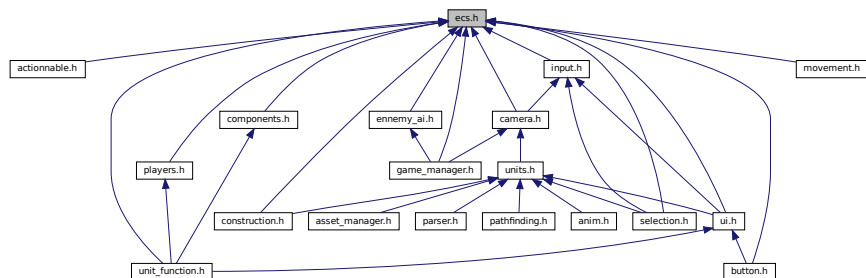 ecs.h
actionnable.h
input.h
movement.h
components.h
ennemy_ai.h
camera.h
players.h
game_manager.h
units.h
construction.h
asset_manager.h
parser.h
pathfinding.h
anim.h
selection.h
ui.h
unit_function.h
button.h